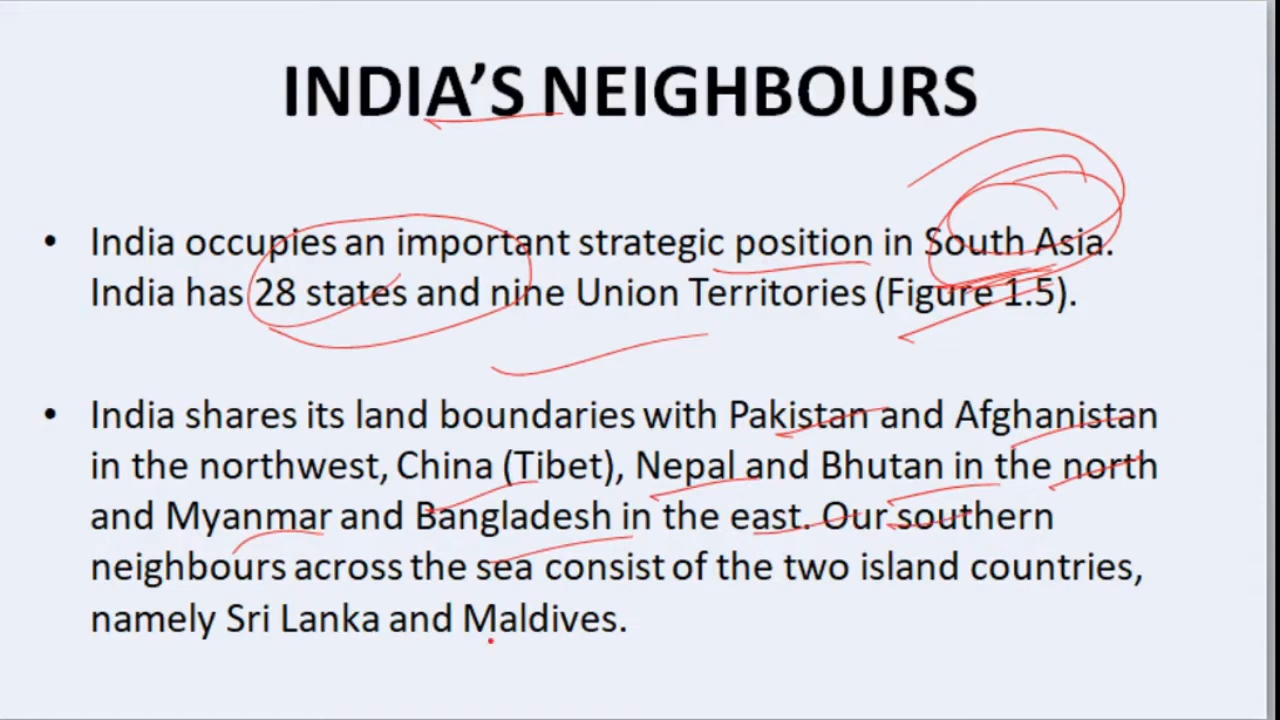 INDIA’S NEIGHBOURS
• India occupies an important strategic position in South Asia.
India has 28 states and nine Union Territories (Figure 1.5).
• India shares its land boundaries with Pakistan and Afghanistan
in the northwest, China (Tibet), Nepal and Bhutan in the north
and Myanmar and Bangladesh in the east. Our southern
neighbours across the sea consist of the two island countries,
namely Sri Lanka and Maldives.